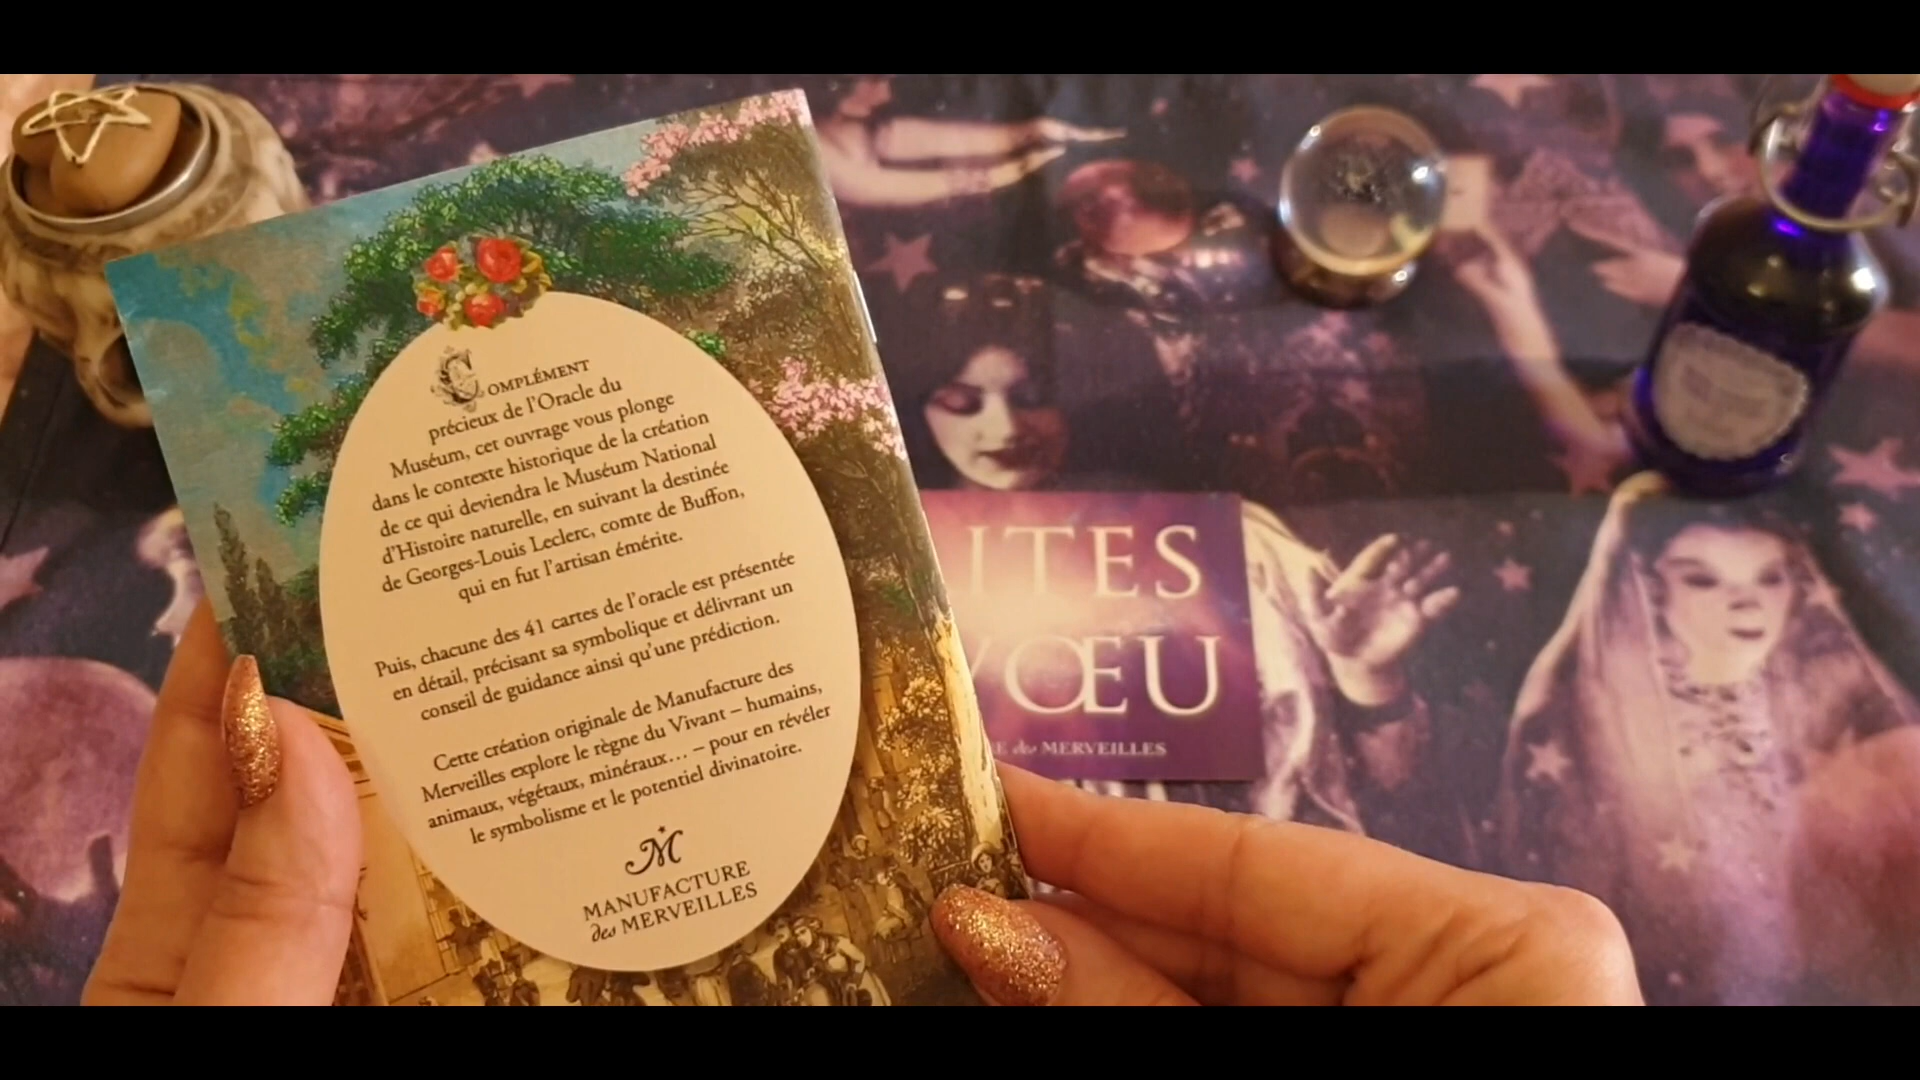 Complément
précieux de l'Oracle du
Muséum, cet ouvrage vous plonge
dans le contexte historique de la création
de ce qui deviendra le Muséum National
d'Histoire naturelle, en suivant la destinée
de Georges-Louis Leclerc, comte de Buffon,
qui en fut l'artisan émérite.
Puis, chacune des 41 cartes de l'oracle est présentée
en détail, précisant sa symbolique et délivrant un
conseil de guidance ainsi qu'une prédiction.
Cette création originale de Manufacture des
Merveilles explore le règne du Vivant – humains,
animaux, végétaux, minéraux... – pour en révéler
le symbolisme et le potentiel divinatoire.
M
MANUFACTURE
des MERVEILLES
ITES
VŒU
E des MERVEILLES